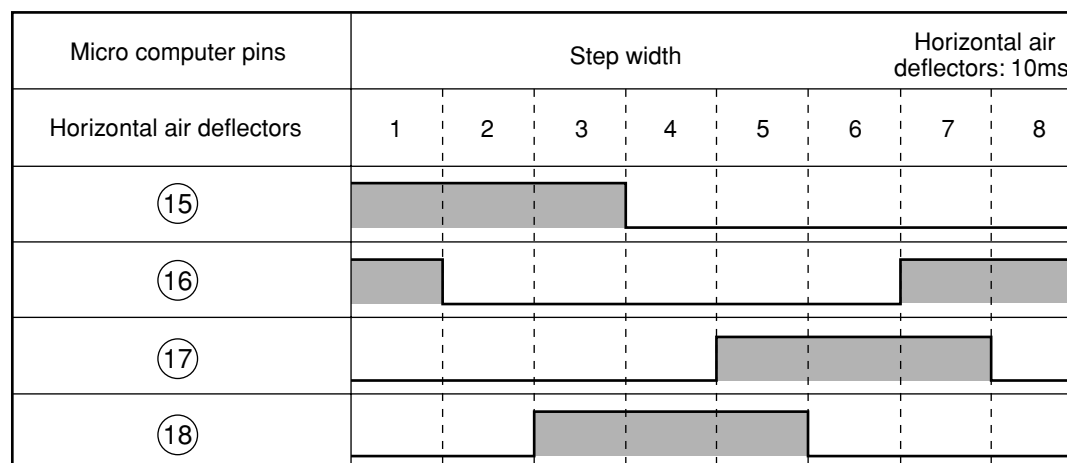 Micro computer pins Step width Horizontal air
deflectors: 10ms
Horizontal air deflectors 1 2 3 4 5 6 7 8
15
16
17
18